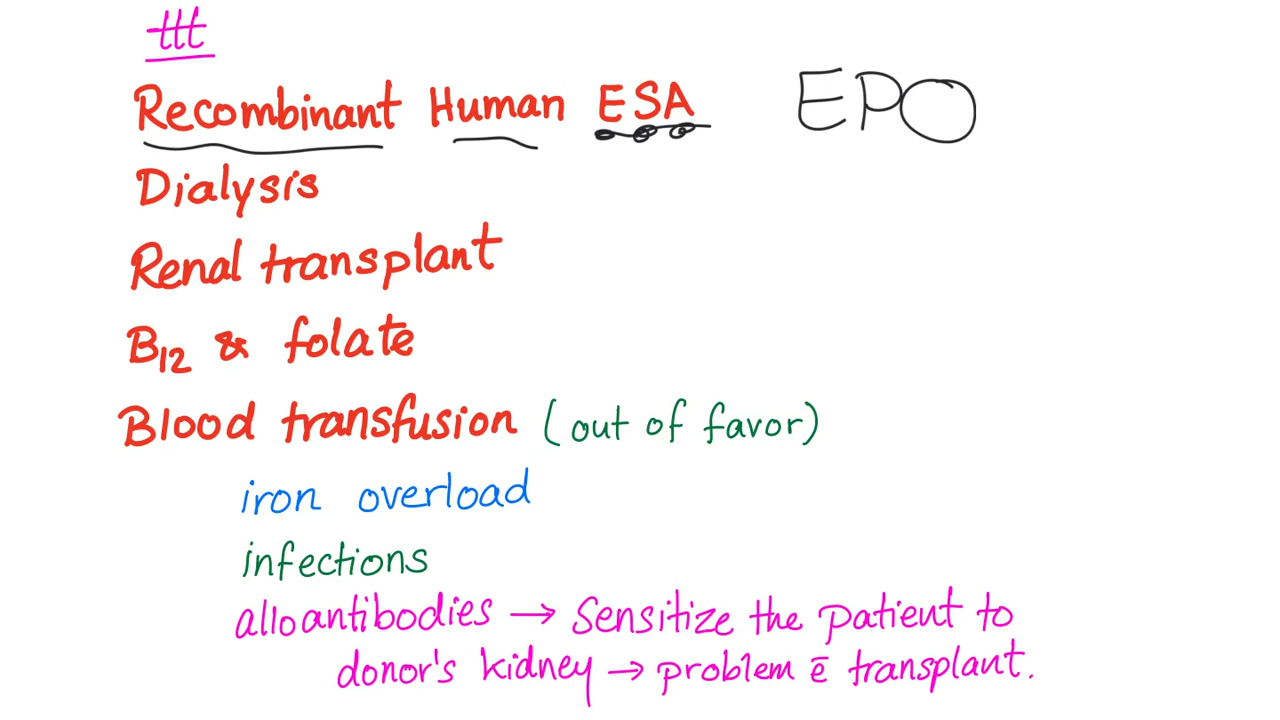 ttt
Recombinant Human ESA EPO
Dialysis
Renal transplant
B₁₂ & folate
Blood transfusion (out of favor)
iron overload
infections
alloantibodies → Sensitize the patient to
donor's kidney → problem c̄ transplant.